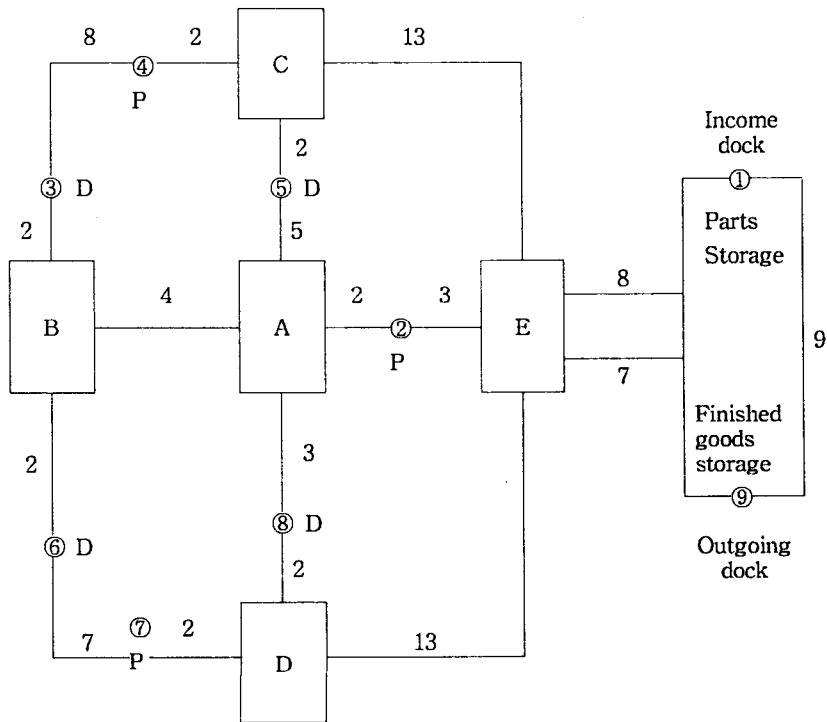 8 2 C 13
④
P
Income
dock
2
①
③ D ⑤ D
Parts
2 5
Storage
8
4 2 3
B A ② E
P
9
7
Finished
goods
storage
2 3
⑨
⑧ D
⑥ D
Outgoing
dock
2
⑦
7 2 13
P D